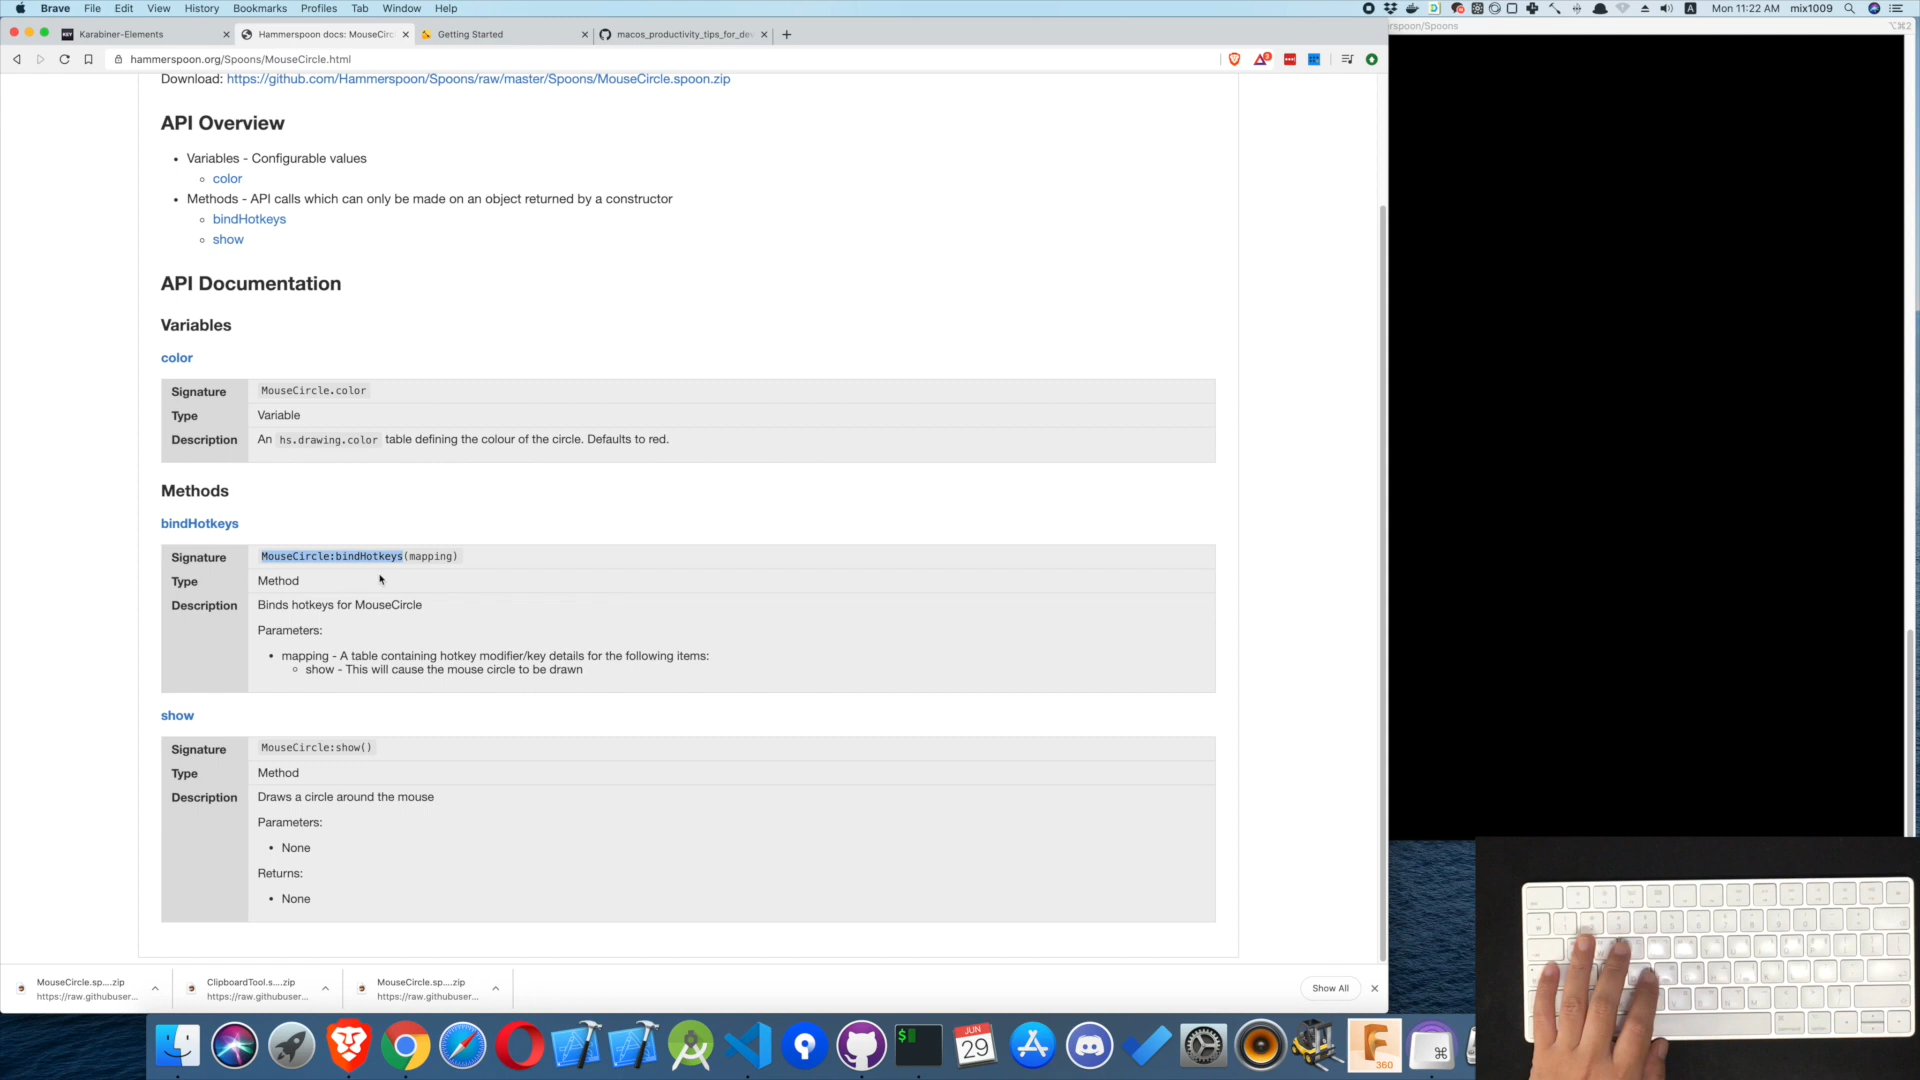 Brave File Edit View History Bookmarks Profiles Tab Window Help
Mon 11:22 AM mix1009
Karabiner-Elements
Hammerspoon docs: MouseCirc
Getting Started
macos_productivity_tips_for_de
rspoon/Spoons
⌥⌘2
hammerspoon.org/Spoons/MouseCircle.html
Download: https://github.com/Hammerspoon/Spoons/raw/master/Spoons/MouseCircle.spoon.zip
API Overview
• Variables - Configurable values
◦ color
• Methods - API calls which can only be made on an object returned by a constructor
◦ bindHotkeys
◦ show
API Documentation
Variables
color
Signature MouseCircle.color
Type Variable
Description An hs.drawing.color table defining the colour of the circle. Defaults to red.
Methods
bindHotkeys
Signature MouseCircle:bindHotkeys(mapping)
Type Method
Description Binds hotkeys for MouseCircle
Parameters:
• mapping - A table containing hotkey modifier/key details for the following items:
◦ show - This will cause the mouse circle to be drawn
show
Signature MouseCircle:show()
Type Method
Description Draws a circle around the mouse
Parameters:
• None
Returns:
• None
MouseCircle.sp....zip
https://raw.githubuser...
ClipboardTool.s....zip
https://raw.githubuser...
MouseCircle.sp....zip
https://raw.githubuser...
Show All
JUN
29
360